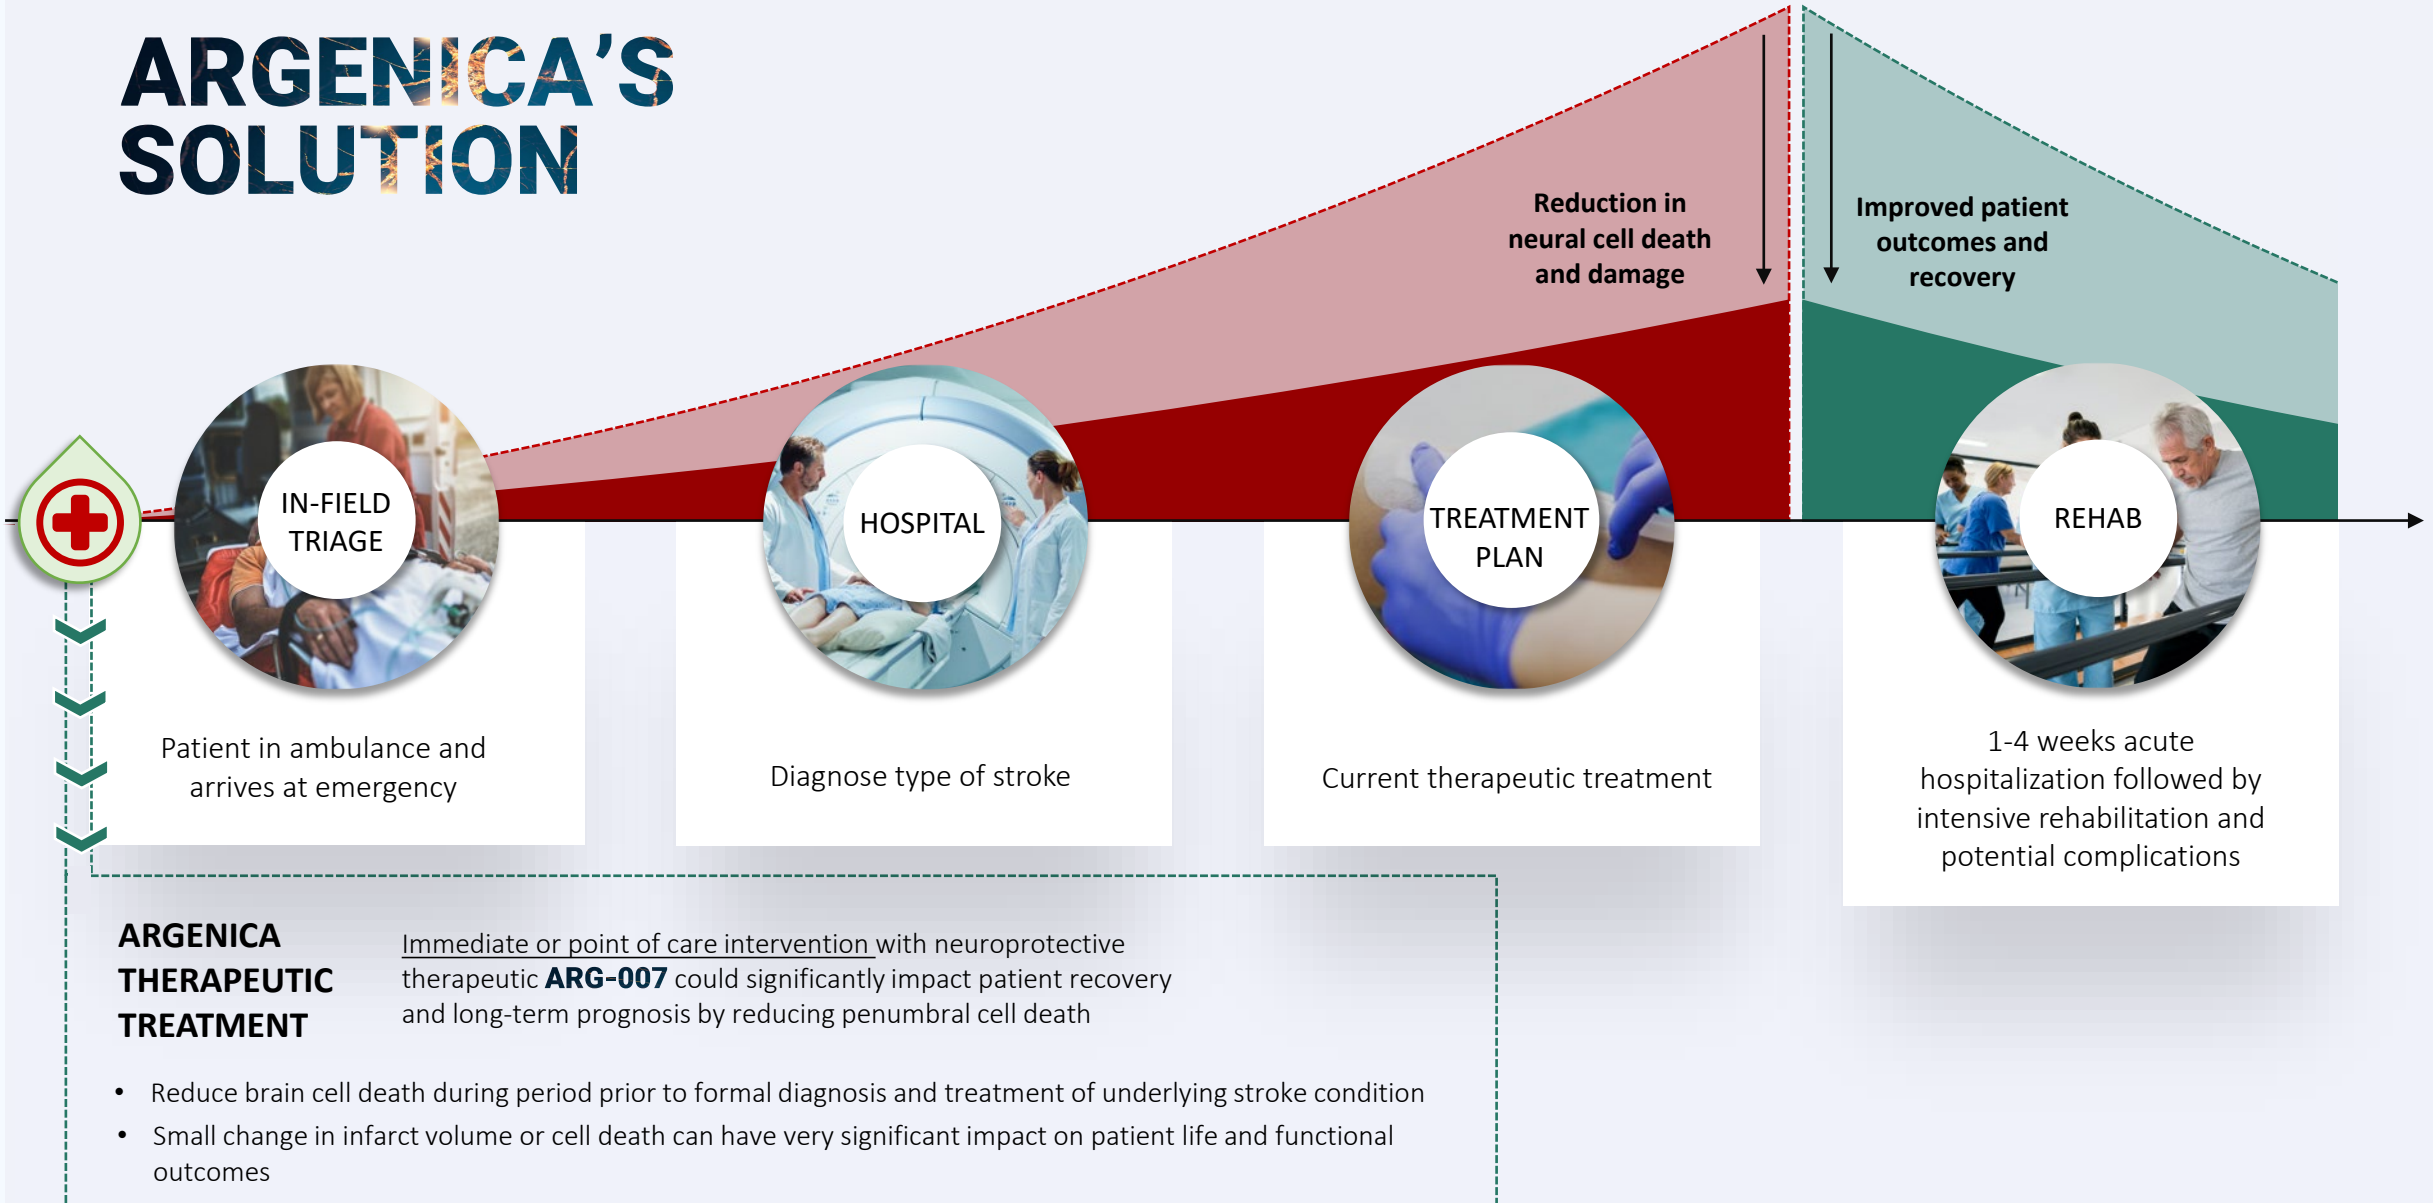 ARGENICA'S
SOLUTION
Reduction in
neural cell death
and damage
Improved patient
outcomes and
recovery
IN-FIELD
TRIAGE
HOSPITAL
TREATMENT
PLAN
REHAB
Patient in ambulance and
arrives at emergency
Diagnose type of stroke
Current therapeutic treatment
1-4 weeks acute
hospitalization followed by
intensive rehabilitation and
potential complications
ARGENICA
THERAPEUTIC
TREATMENT
Immediate or point of care intervention with neuroprotective
therapeutic ARG-007 could significantly impact patient recovery
and long-term prognosis by reducing penumbral cell death
• Reduce brain cell death during period prior to formal diagnosis and treatment of underlying stroke condition
• Small change in infarct volume or cell death can have very significant impact on patient life and functional
outcomes